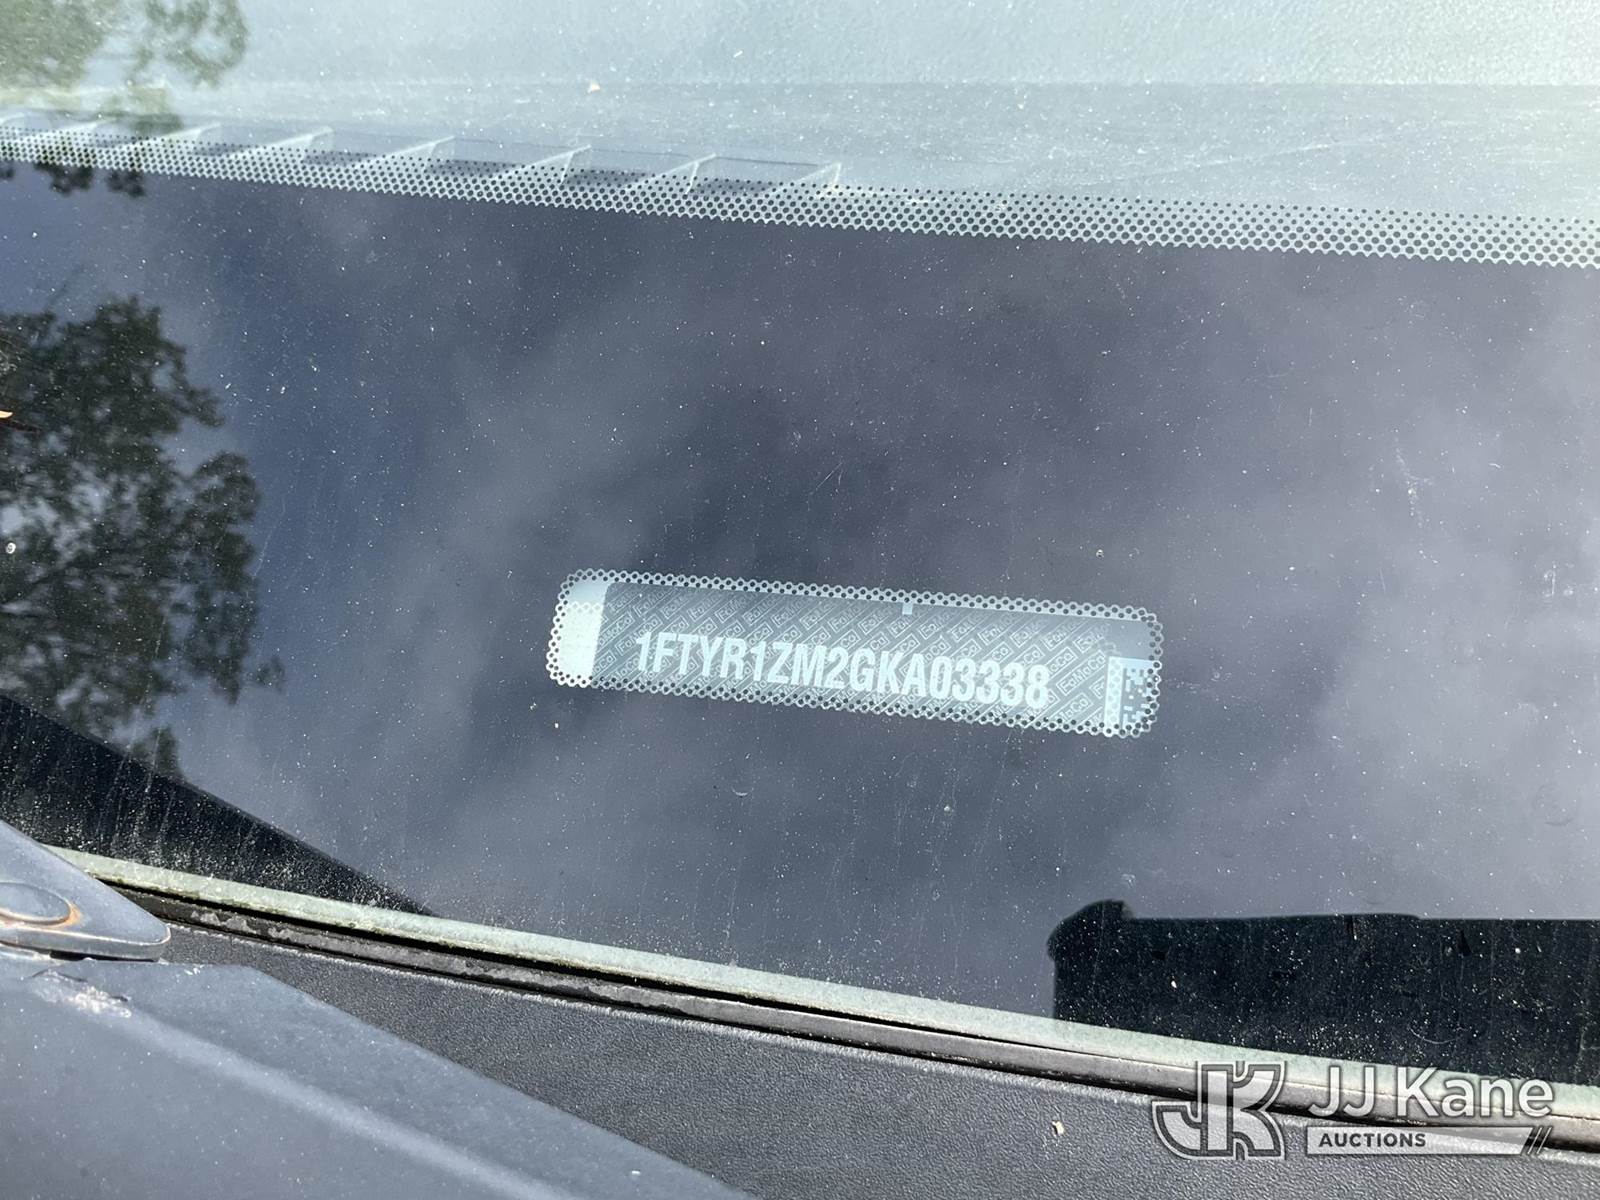 1FTYR1ZM2GKA03338
JJ Kane
AUCTIONS